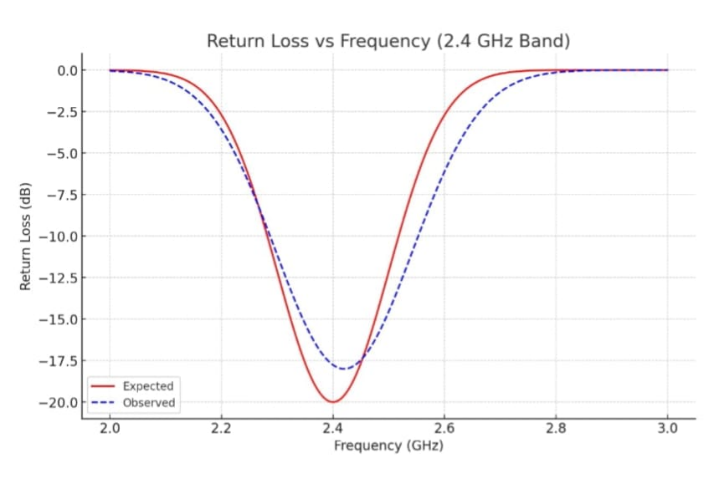 Return Loss vs Frequency (2.4 GHz Band)
0.0
−2.5
−5.0
−7.5
−10.0
−12.5
−15.0
−17.5
−20.0
Return Loss (dB)
Expected
Observed
2.0 2.2 2.4 2.6 2.8 3.0
Frequency (GHz)